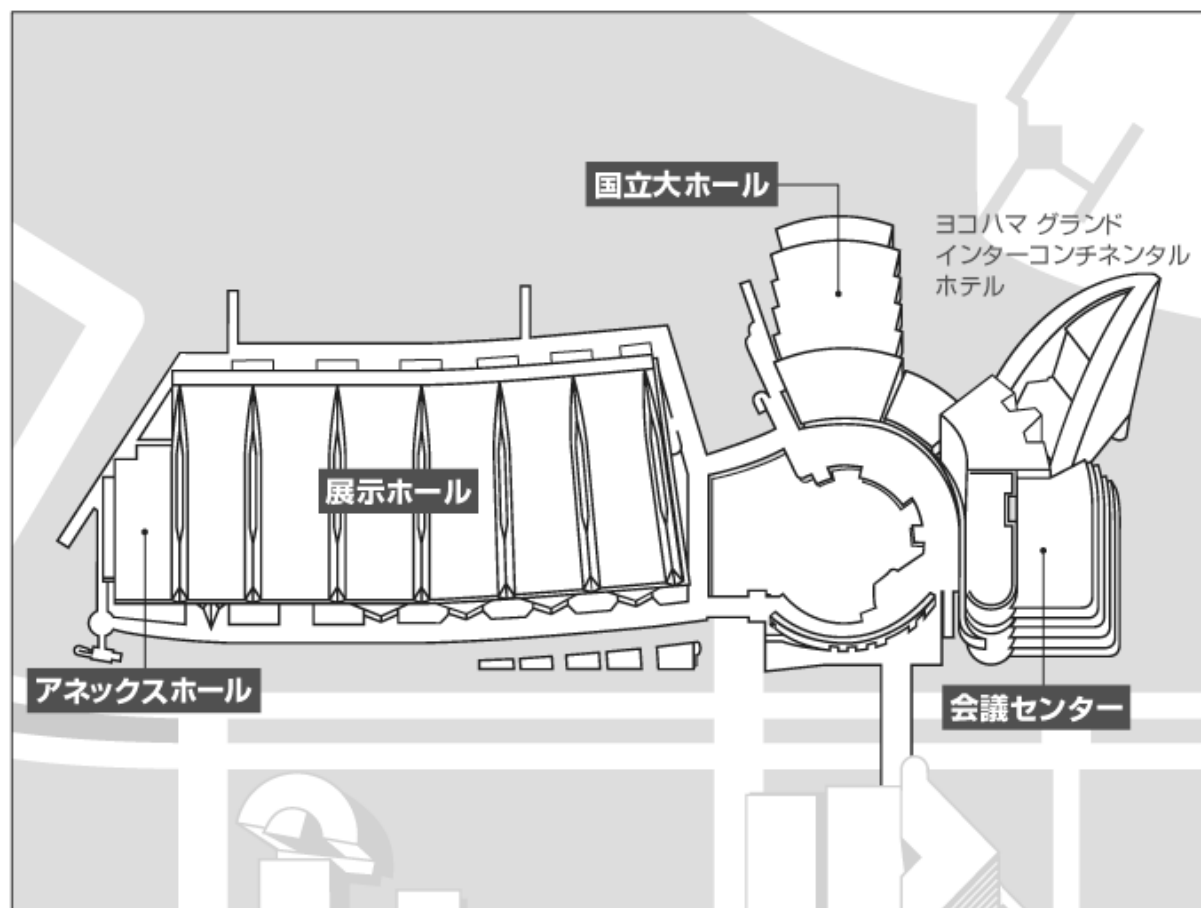 国立大ホール
ヨコハマ グランド
インターコンチネンタル
ホテル
展示ホール
アネックスホール
会議センター